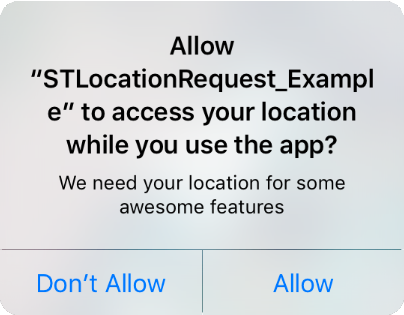 Allow
“STLocationRequest_Exampl
e” to access your location
while you use the app?
We need your location for some
awesome features
Don’t Allow
Allow